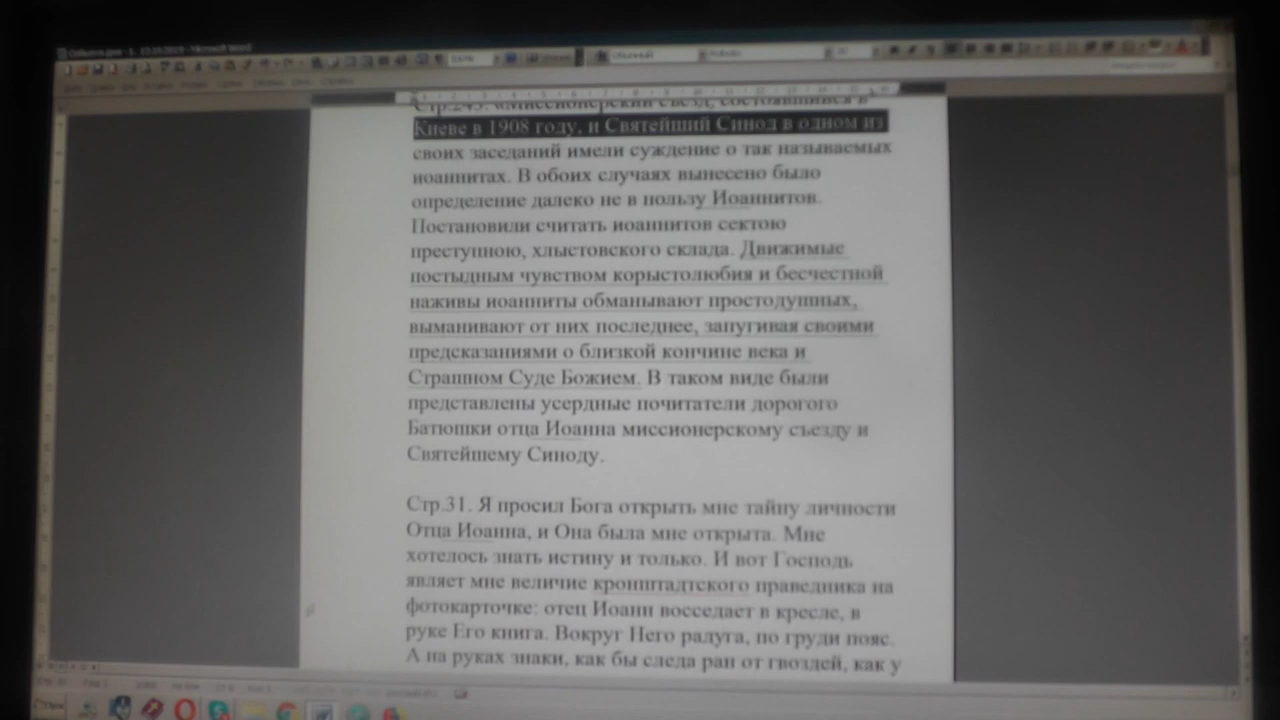 Стр.245. «Миссионерский съезд, состоявшийся в
Киеве в 1908 году, и Святейший Синод в одном из
своих заседаний имели суждение о так называемых
иоаннитах. В обоих случаях вынесено было
определение далеко не в пользу Иоаннитов.
Постановили считать иоаннитов сектою
преступною, хлыстовского склада. Движимые
постыдным чувством корыстолюбия и бесчестной
наживы иоанниты обманывают простодушных,
выманивают от них последнее, запугивая своими
предсказаниями о близкой кончине века и
Страшном Суде Божием. В таком виде были
представлены усердные почитатели дорогого
Батюшки отца Иоанна миссионерскому съезду и
Святейшему Синоду.
Стр.31. Я просил Бога открыть мне тайну личности
Отца Иоанна, и Она была мне открыта. Мне
хотелось знать истину и только. И вот Господь
являет мне величие кронштадтского праведника на
фотокарточке: отец Иоанн восседает в кресле, в
руке Его книга. Вокруг Него радуга, по груди пояс.
А на руках знаки, как бы следа ран от гвоздей, как у